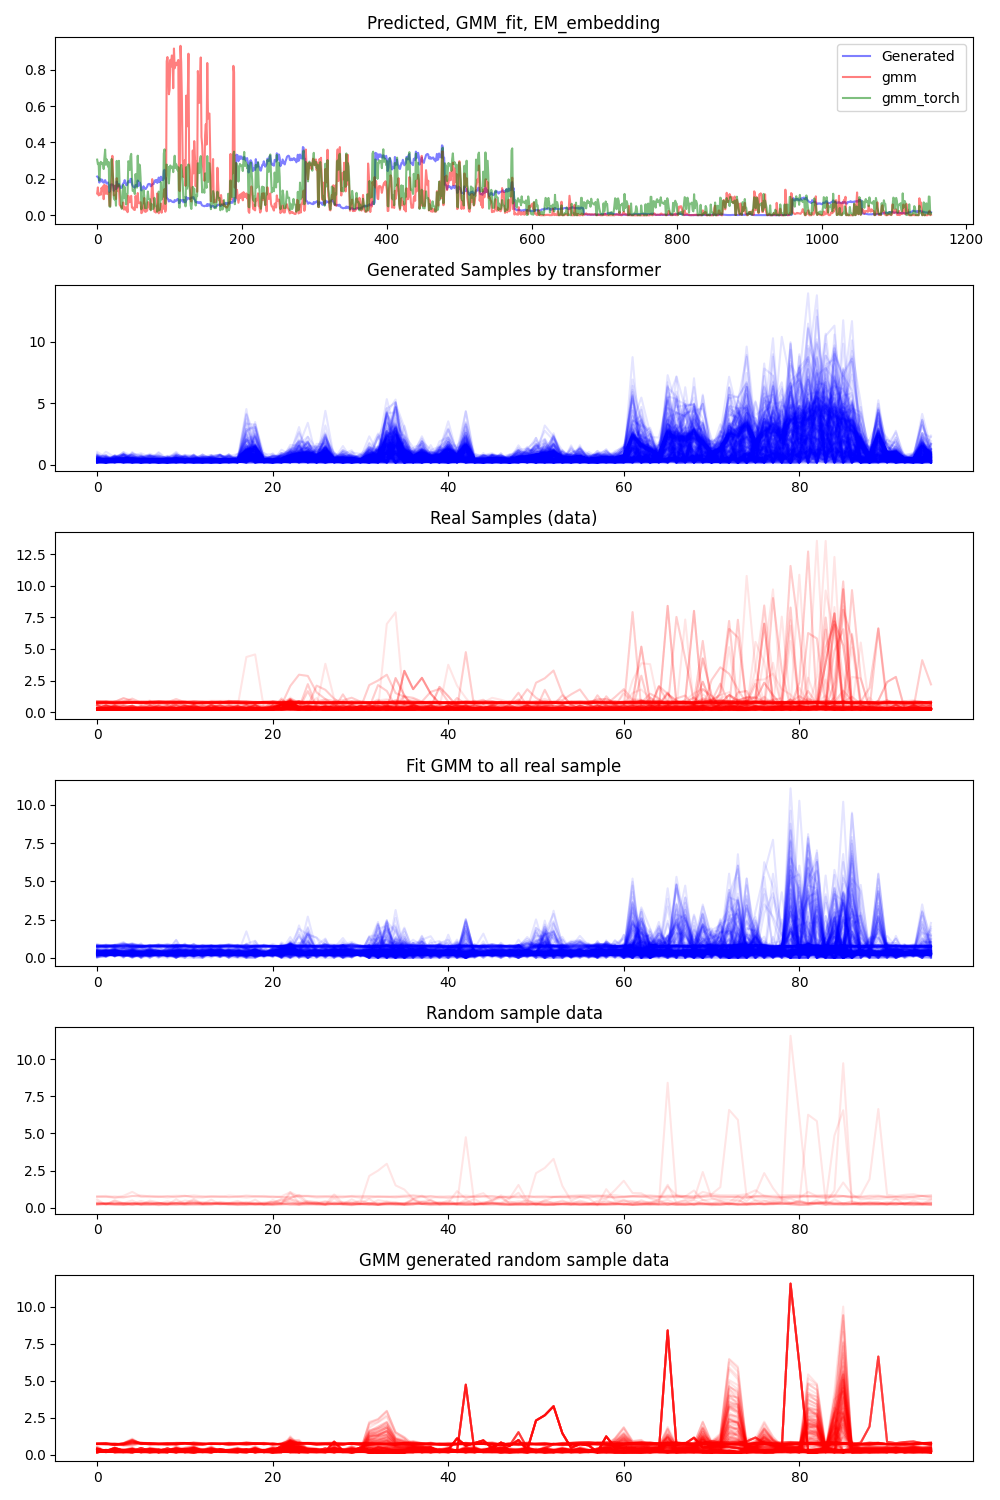 Predicted, GMM_fit, EM_embedding
Generated
gmm
gmm_torch
0.8
0.6
0.4
0.2
0.0
0 200 400 600 800 1000 1200
Generated Samples by transformer
10
5
0
0 20 40 60 80
Real Samples (data)
12.5
10.0
7.5
5.0
2.5
0.0
0 20 40 60 80
Fit GMM to all real sample
10.0
7.5
5.0
2.5
0.0
0 20 40 60 80
Random sample data
10.0
7.5
5.0
2.5
0.0
0 20 40 60 80
GMM generated random sample data
10.0
7.5
5.0
2.5
0.0
0 20 40 60 80